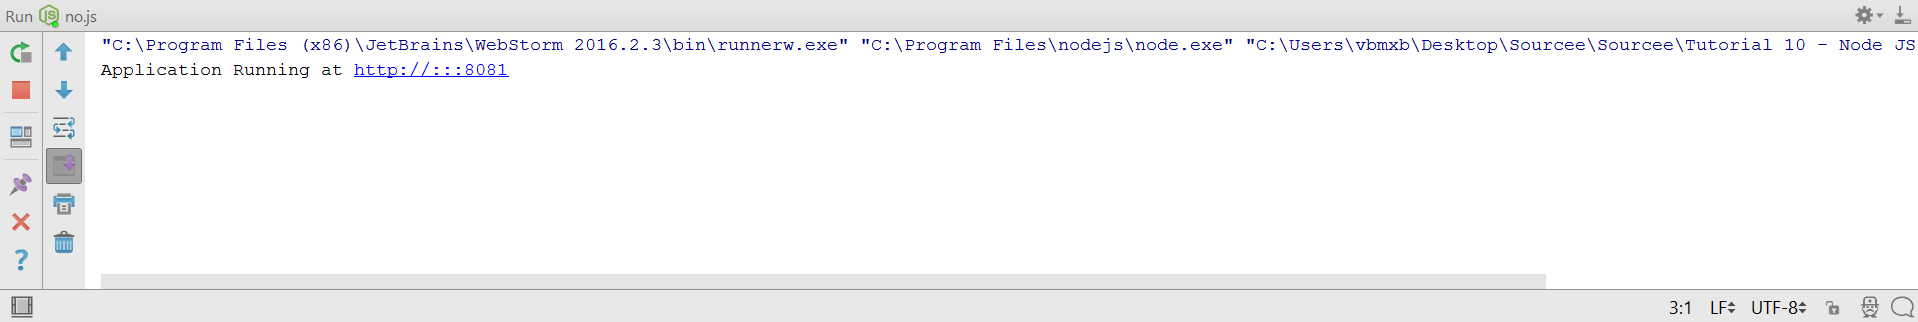 Run no.js
"C:\Program Files (x86)\JetBrains\WebStorm 2016.2.3\bin\runnerw.exe" "C:\Program Files\nodejs\node.exe" "C:\Users\vbmxb\Desktop\Sourcee\Sourcee\Tutorial 10 - Node JS
Application Running at http://:::8081
3:1 LF UTF-8